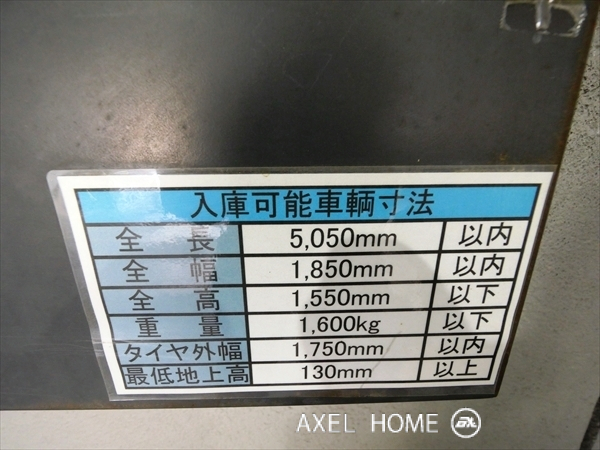 入庫可能車輌寸法
全長 5,050mm 以内
全幅 1,850mm 以内
全高 1,550mm 以下
重量 1,600kg 以下
タイヤ外幅 1,750mm 以内
最低地上高 130mm 以上
AXEL HOME